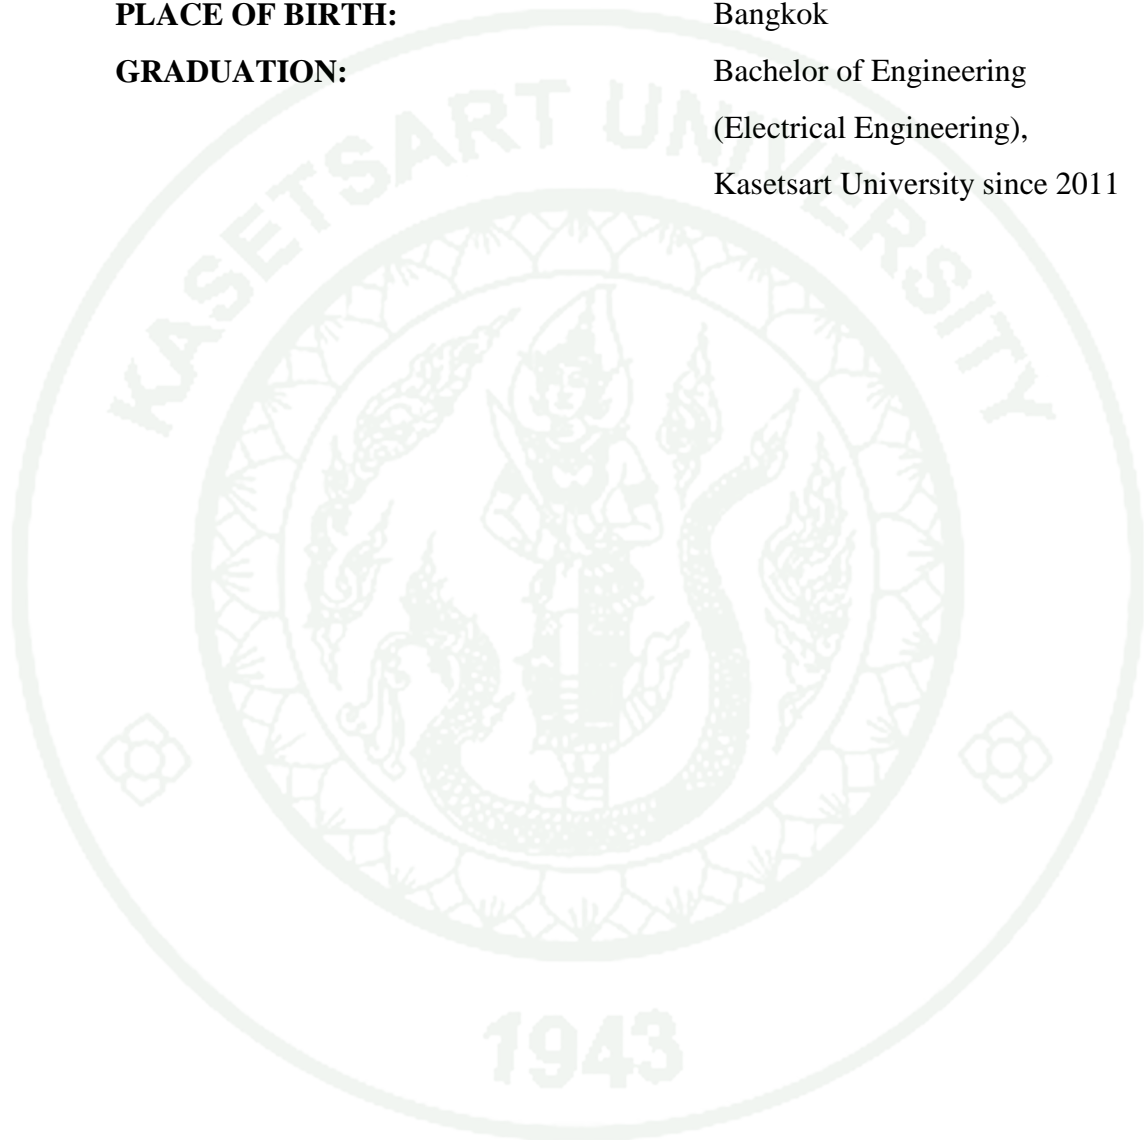 PLACE OF BIRTH: Bangkok
GRADUATION: Bachelor of Engineering
(Electrical Engineering),
Kasetsart University since 2011
KASETSART UNIVERSITY
1943